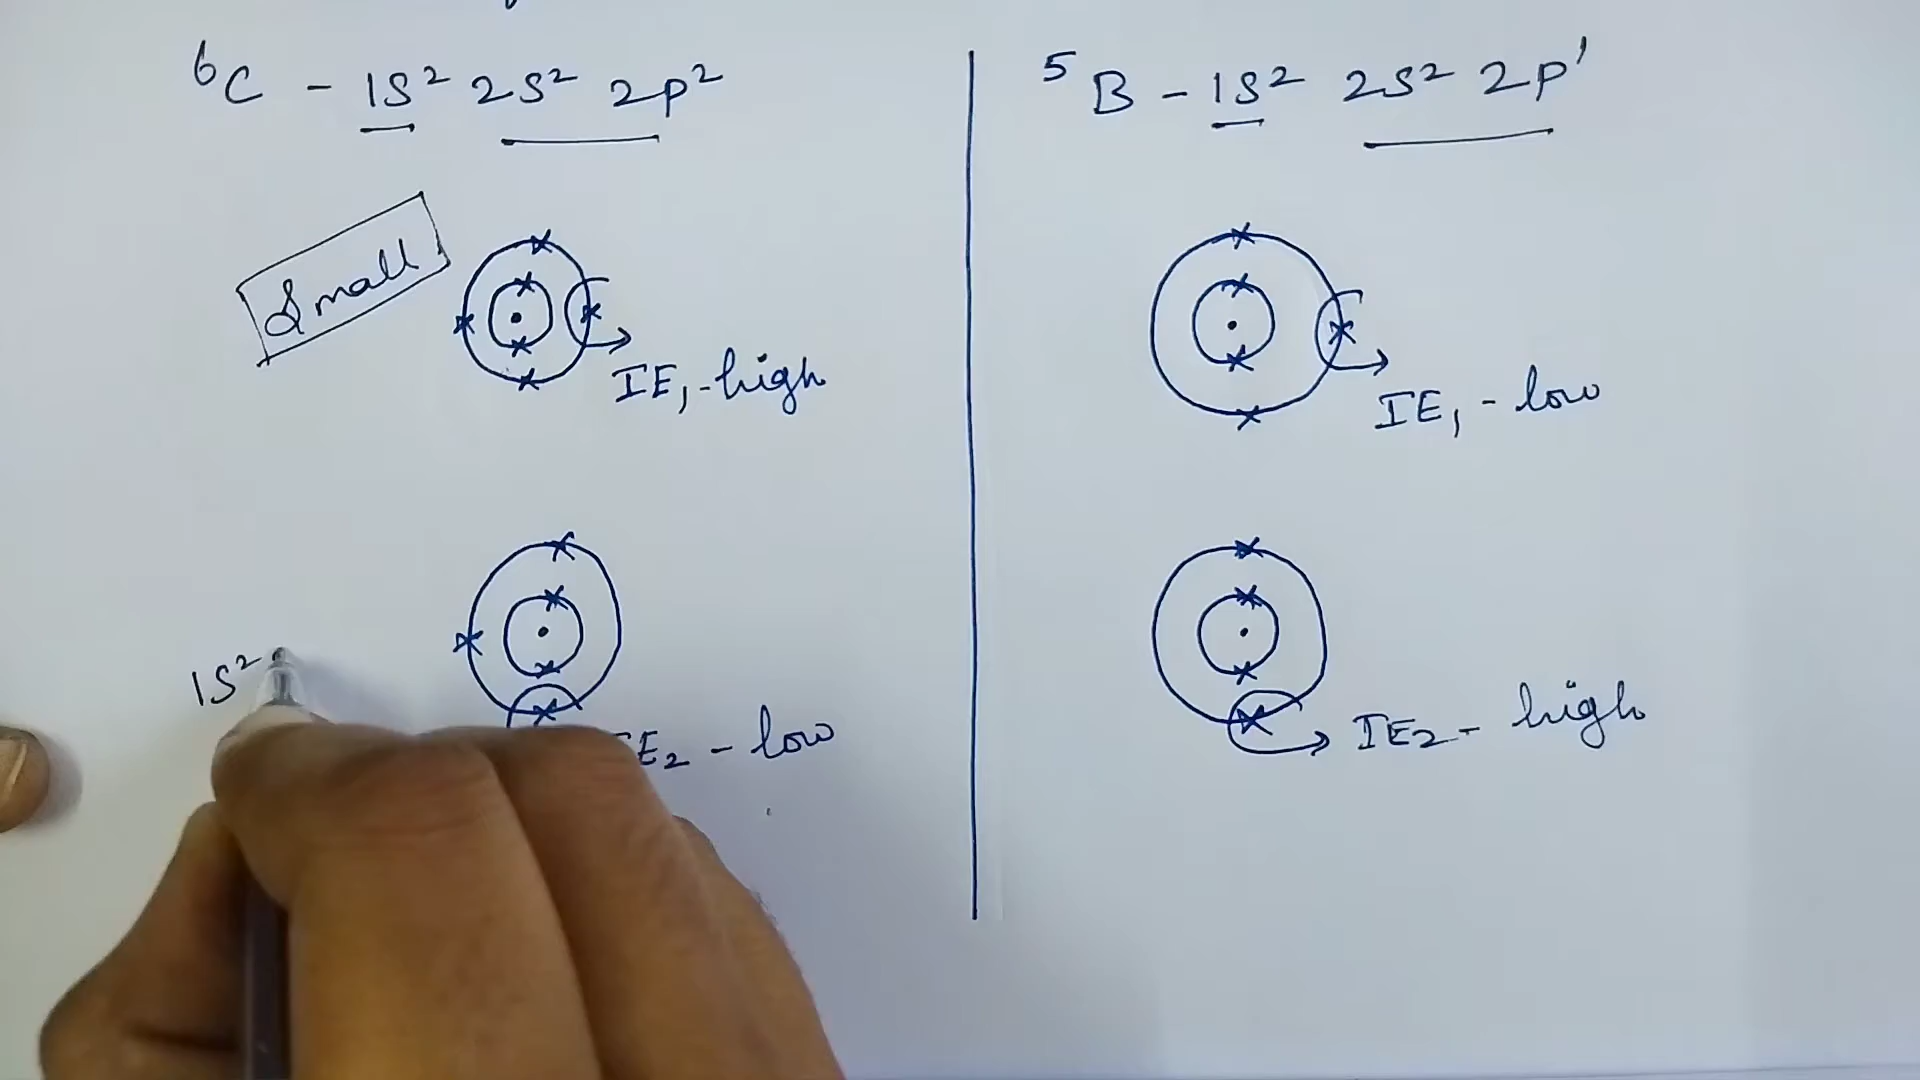 6C - 1S² 2S² 2P²
Small
IE₁ - high
1S²
E₂ - low
5B - 1S² 2S² 2P¹
IE₁ - low
IE₂ - high